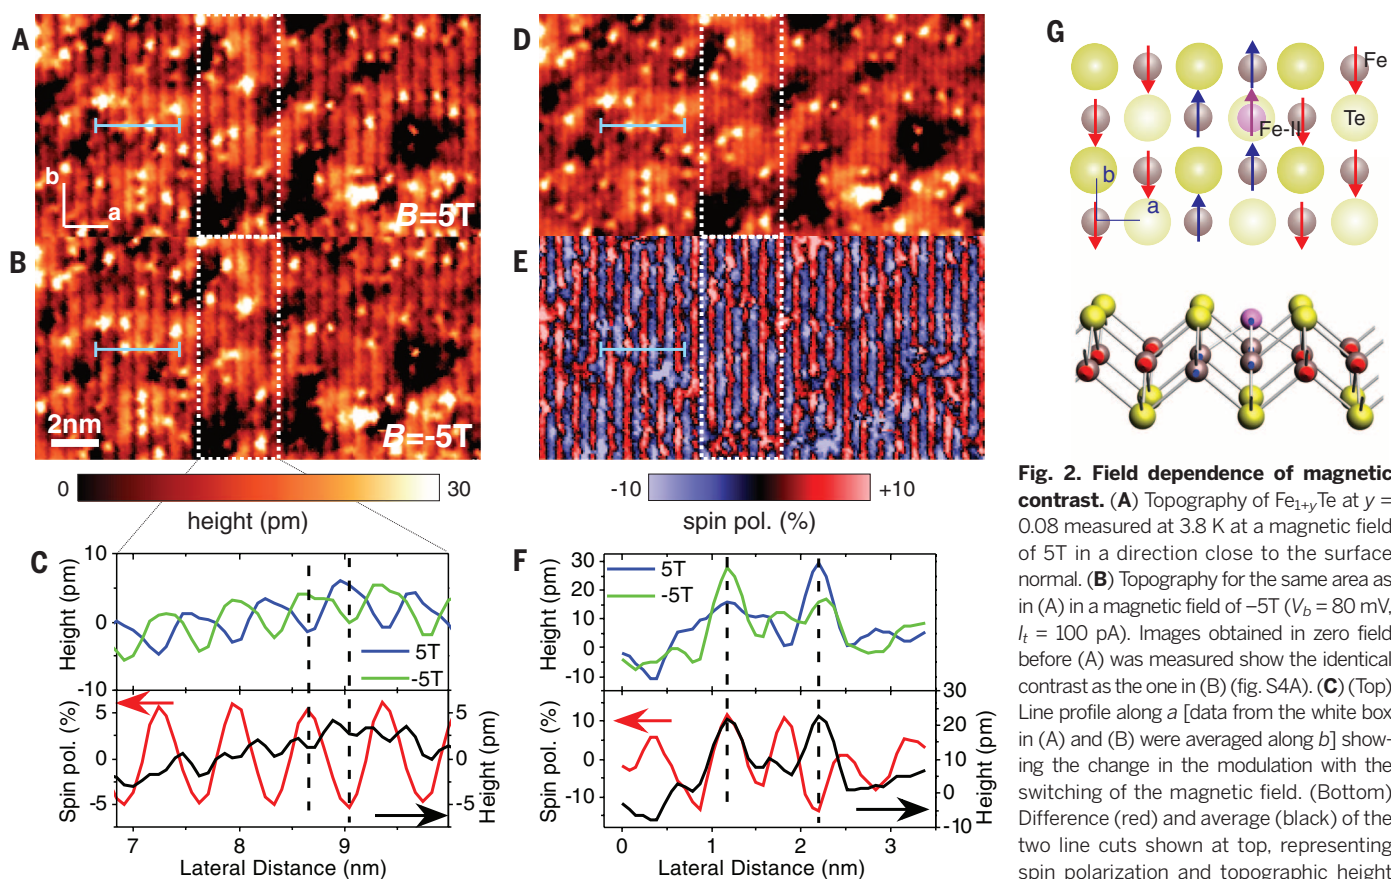 A
b
a
B=5T
B
2nm
B=-5T
0
30
height (pm)
D
E
-10
+10
spin pol. (%)
C
10
0
-10
Height (pm)
5T
-5T
5
0
-5
Spin pol. (%)
5
0
-5
Height (pm)
7
8
9
Lateral Distance (nm)
F
30
20
10
0
-10
Height (pm)
5T
-5T
10
0
-10
Spin pol. (%)
30
20
10
0
-10
Height (pm)
0
1
2
3
Lateral Distance (nm)
G
Fe
Te
Fe-II
b
a
Fig. 2. Field dependence of magnetic
contrast. (A) Topography of Fe1+yTe at y =
0.08 measured at 3.8 K at a magnetic field
of 5T in a direction close to the surface
normal. (B) Topography for the same area as
in (A) in a magnetic field of –5T (Vb = 80 mV,
It = 100 pA). Images obtained in zero field
before (A) was measured show the identical
contrast as the one in (B) (fig. S4A). (C) (Top)
Line profile along a [data from the white box
in (A) and (B) were averaged along b] show-
ing the change in the modulation with the
switching of the magnetic field. (Bottom)
Difference (red) and average (black) of the
two line cuts shown at top, representing
spin polarization and topographic height